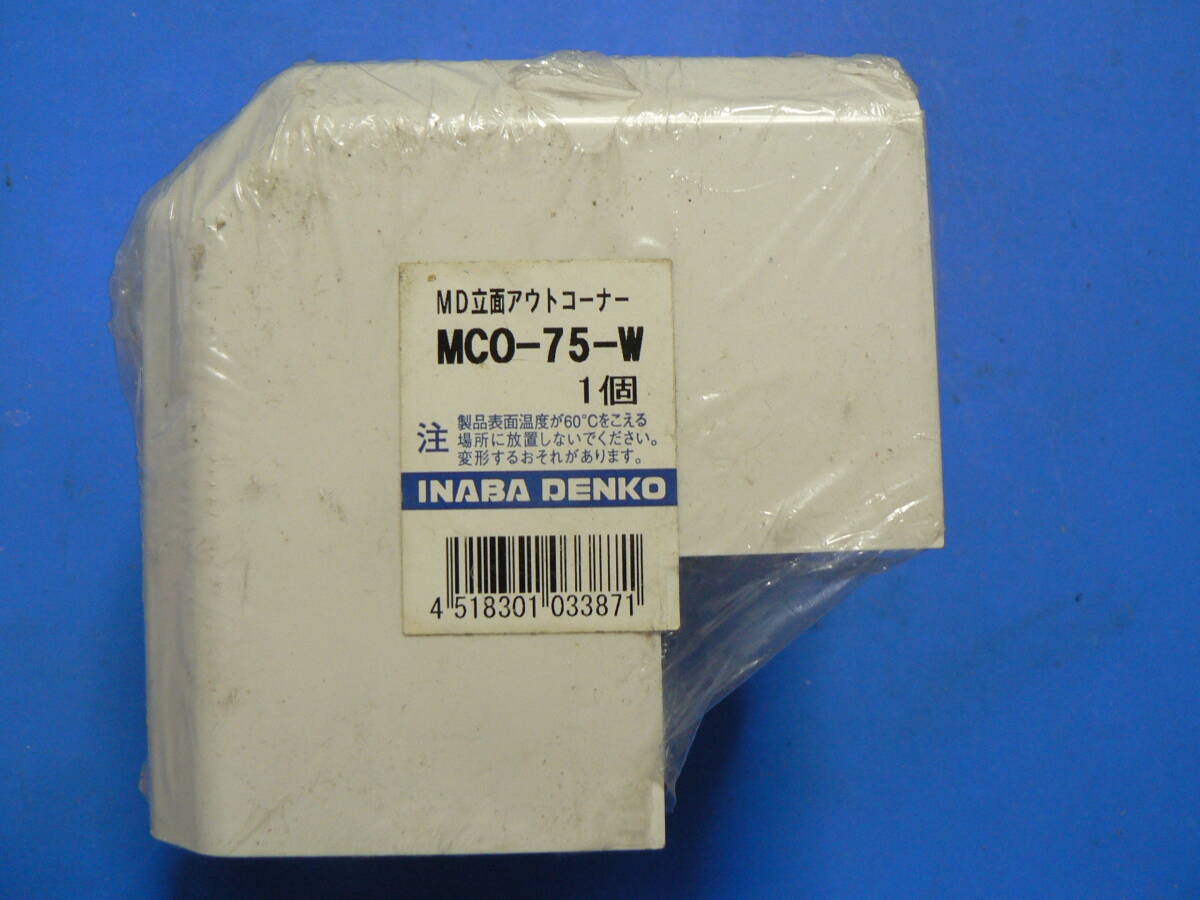 MD立面アウトコーナー
MCO-75-W
1個
注 製品表面温度が60°Cをこえる
場所に放置しないでください。
変形するおそれがあります。
INABA DENKO
4 518301 033871